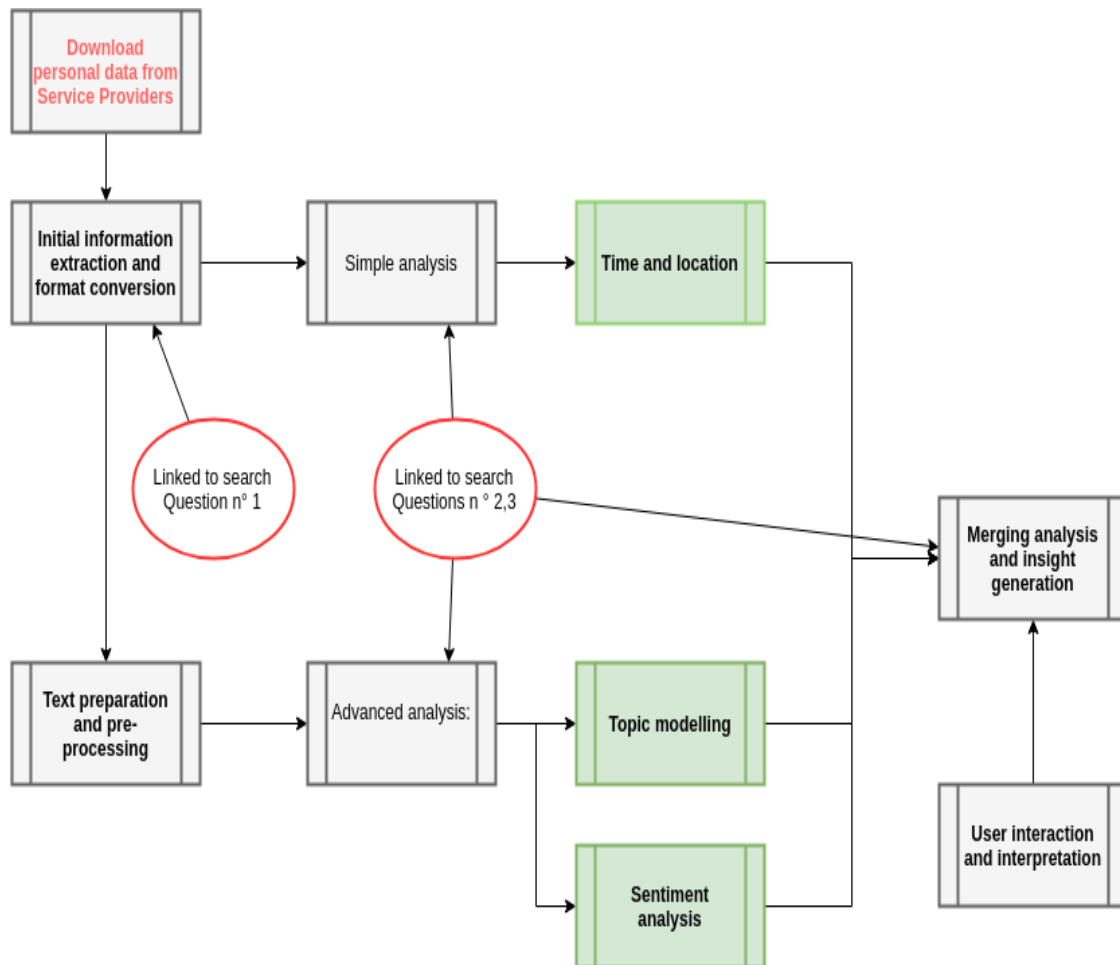 Download
personal data from
Service Providers
Initial information
extraction and
format conversion
Simple analysis
Time and location
Linked to search
Question n° 1
Linked to search
Questions n ° 2,3
Merging analysis
and insight
generation
Text preparation
and pre-
processing
Advanced analysis:
Topic modelling
User interaction
and interpretation
Sentiment
analysis